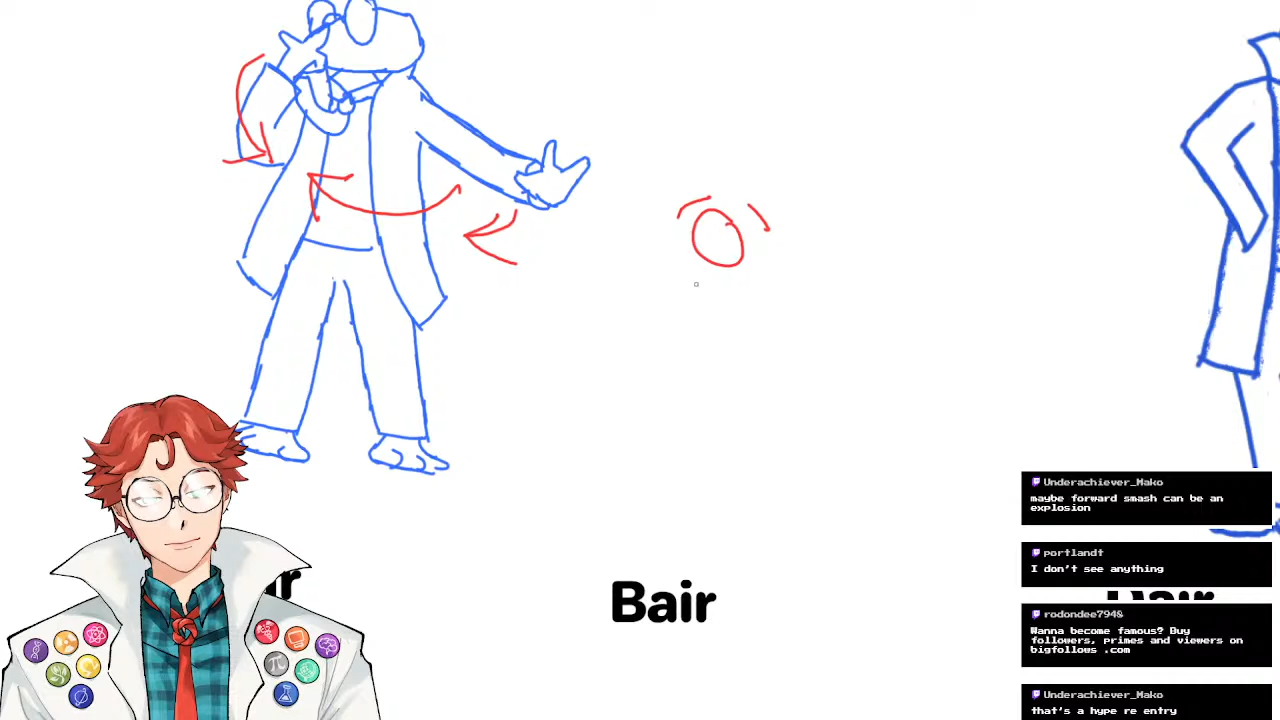 Underachiever_Mako
maybe forward smash can be an
explosion
portlandt
I don't see anything
Bair
rodondee7948
Wanna become famous? Buy
followers, primes and viewers on
bigfollows .com
Underachiever_Mako
that's a hype re entry